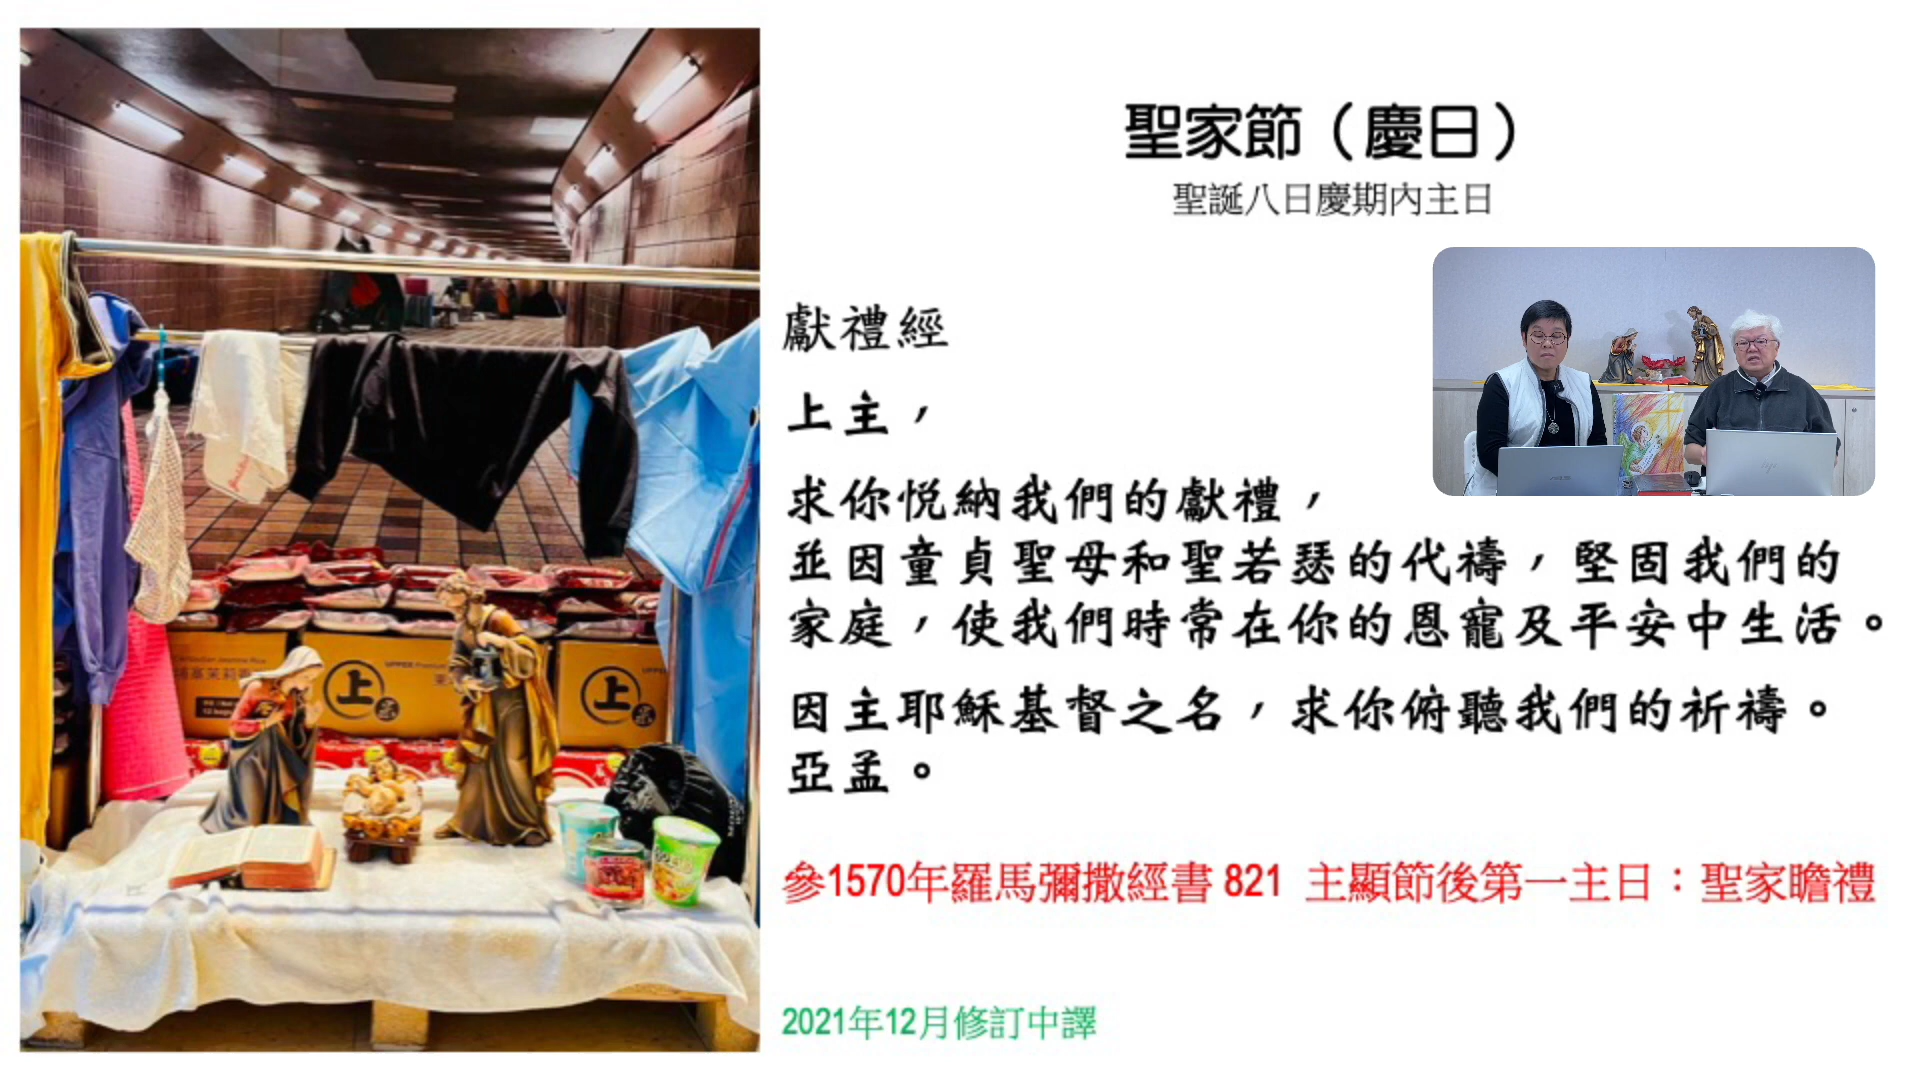 聖家節（慶日）
聖誕八日慶期內主日
獻禮經
上主，
求你悦納我們的獻禮，
並因童貞聖母和聖若瑟的代禱，堅固我們的
家庭，使我們時常在你的恩寵及平安中生活。
因主耶穌基督之名，求你俯聽我們的祈禱。
亞孟。
參1570年羅馬彌撒經書 821 主顯節後第一主日：聖家瞻禮
2021年12月修訂中譯
上
上